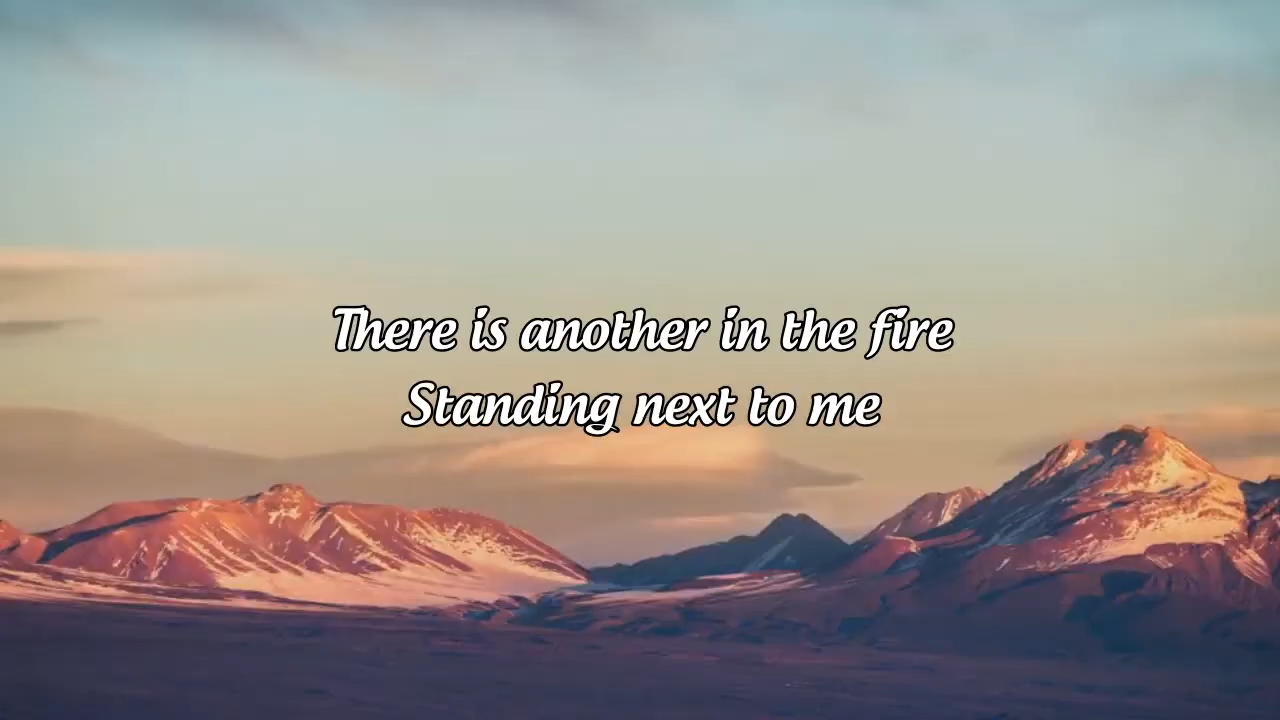 There is another in the fire
Standing next to me